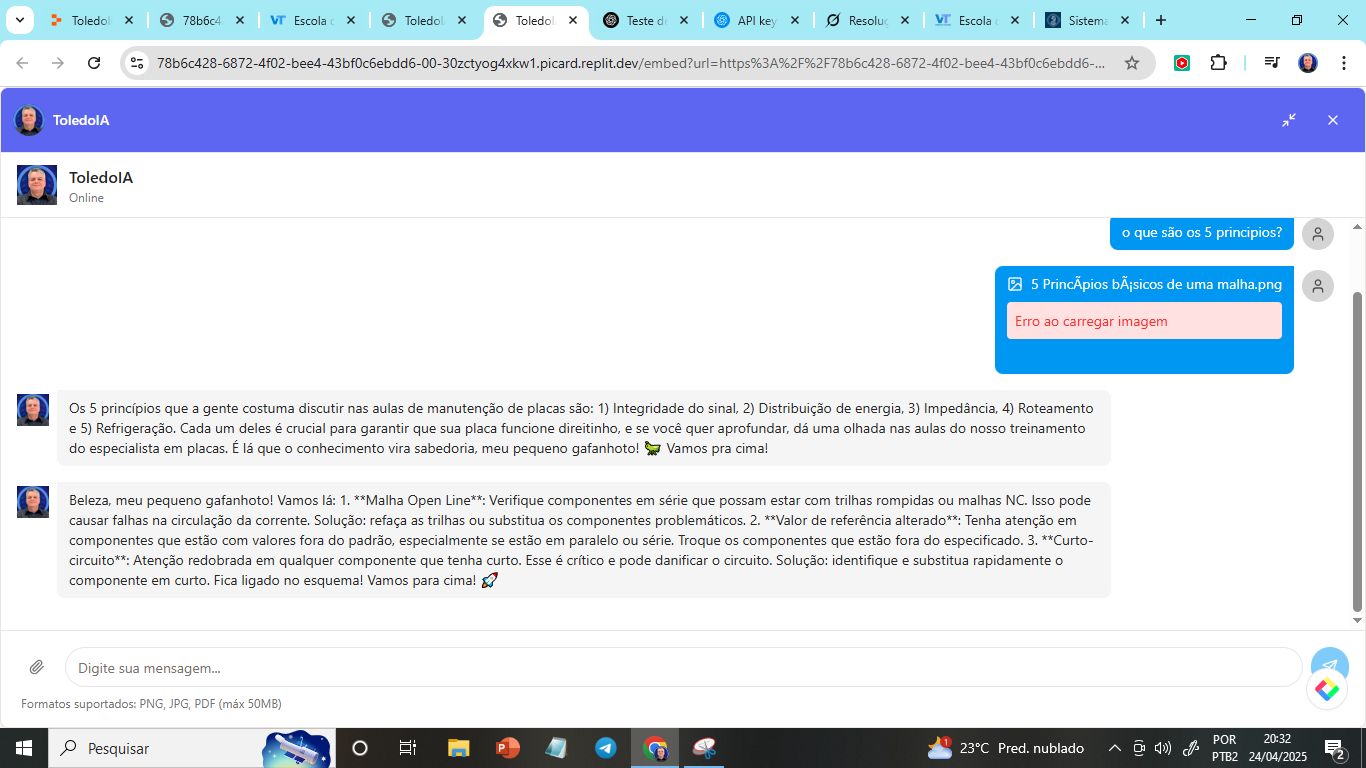 Toledol
78b6c4
Escola d
Toledol
Toledol
Teste de
API key
Resoluç
Escola d
Sistema
78b6c428-6872-4f02-bee4-43bf0c6ebdd6-00-30zctyog4xkw1.picard.replit.dev/embed?url=https%3A%2F%2F78b6c428-6872-4f02-bee4-43bf0c6ebdd6-...
ToledoIA
ToledoIA
Online
o que são os 5 principios?
5 PrincÃpios bÃ¡sicos de uma malha.png
Erro ao carregar imagem
Os 5 princípios que a gente costuma discutir nas aulas de manutenção de placas são: 1) Integridade do sinal, 2) Distribuição de energia, 3) Impedância, 4) Roteamento
e 5) Refrigeração. Cada um deles é crucial para garantir que sua placa funcione direitinho, e se você quer aprofundar, dá uma olhada nas aulas do nosso treinamento
do especialista em placas. É lá que o conhecimento vira sabedoria, meu pequeno gafanhoto! 🦗 Vamos pra cima!
Beleza, meu pequeno gafanhoto! Vamos lá: 1. **Malha Open Line**: Verifique componentes em série que possam estar com trilhas rompidas ou malhas NC. Isso pode
causar falhas na circulação da corrente. Solução: refaça as trilhas ou substitua os componentes problemáticos. 2. **Valor de referência alterado**: Tenha atenção em
componentes que estão com valores fora do padrão, especialmente se estão em paralelo ou série. Troque os componentes que estão fora do especificado. 3. **Curto-
circuito**: Atenção redobrada em qualquer componente que tenha curto. Esse é crítico e pode danificar o circuito. Solução: identifique e substitua rapidamente o
componente em curto. Fica ligado no esquema! Vamos para cima! 🚀
Digite sua mensagem...
Formatos suportados: PNG, JPG, PDF (máx 50MB)
Pesquisar
23°C Pred. nublado
POR
PTB2
20:32
24/04/2025
2